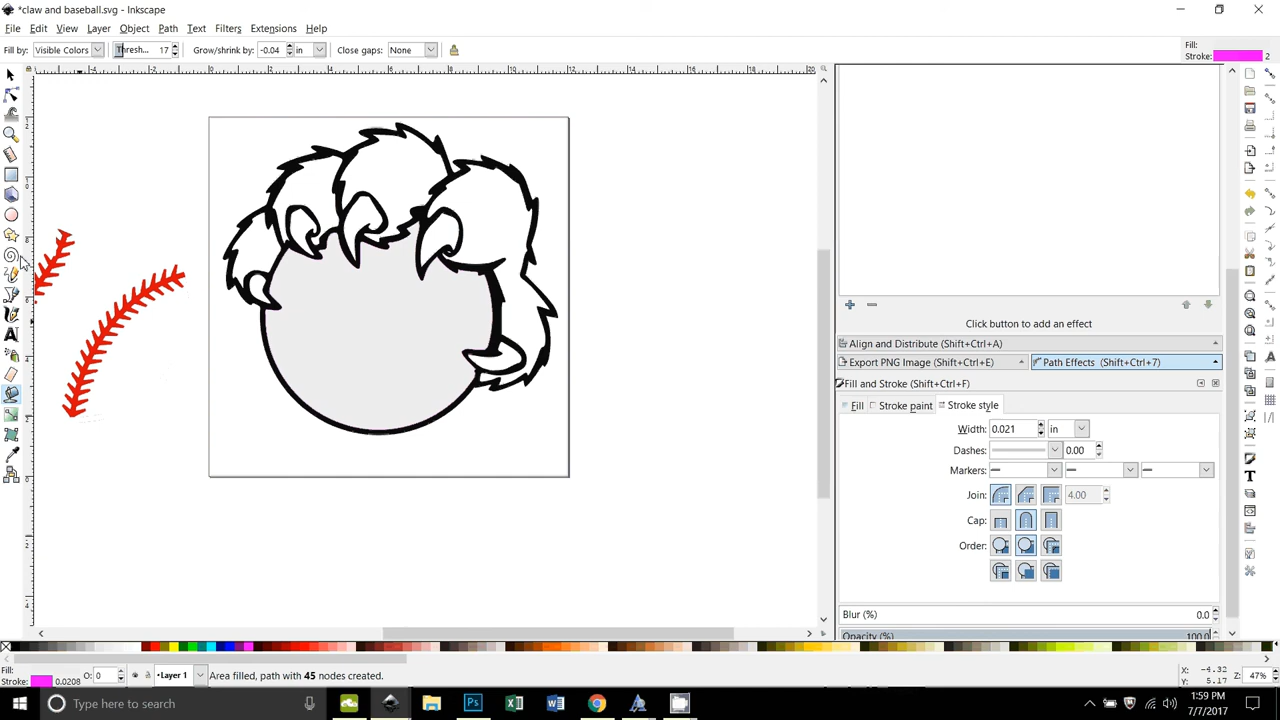 *claw and baseball.svg - Inkscape
File Edit View Layer Object Path Text Filters Extensions Help
Fill by: Visible Colors Thresh... 17 Grow/shrink by: -0.04 in Close gaps: None
Fill:
Stroke: 2
Click button to add an effect
Align and Distribute (Shift+Ctrl+A)
Export PNG Image (Shift+Ctrl+E) Path Effects (Shift+Ctrl+7)
Fill and Stroke (Shift+Ctrl+F)
Fill Stroke paint Stroke style
Width: 0.021 in
Dashes: 0.00
Markers:
Join: 4.00
Cap:
Order:
Blur (%) 0.0
Opacity (%) 100.0
Fill:
Stroke: 0.0208
O: 0
•Layer 1
Area filled, path with 45 nodes created.
X: -4.32
Y: 5.17
Z: 47%
Type here to search
1:59 PM
7/7/2017